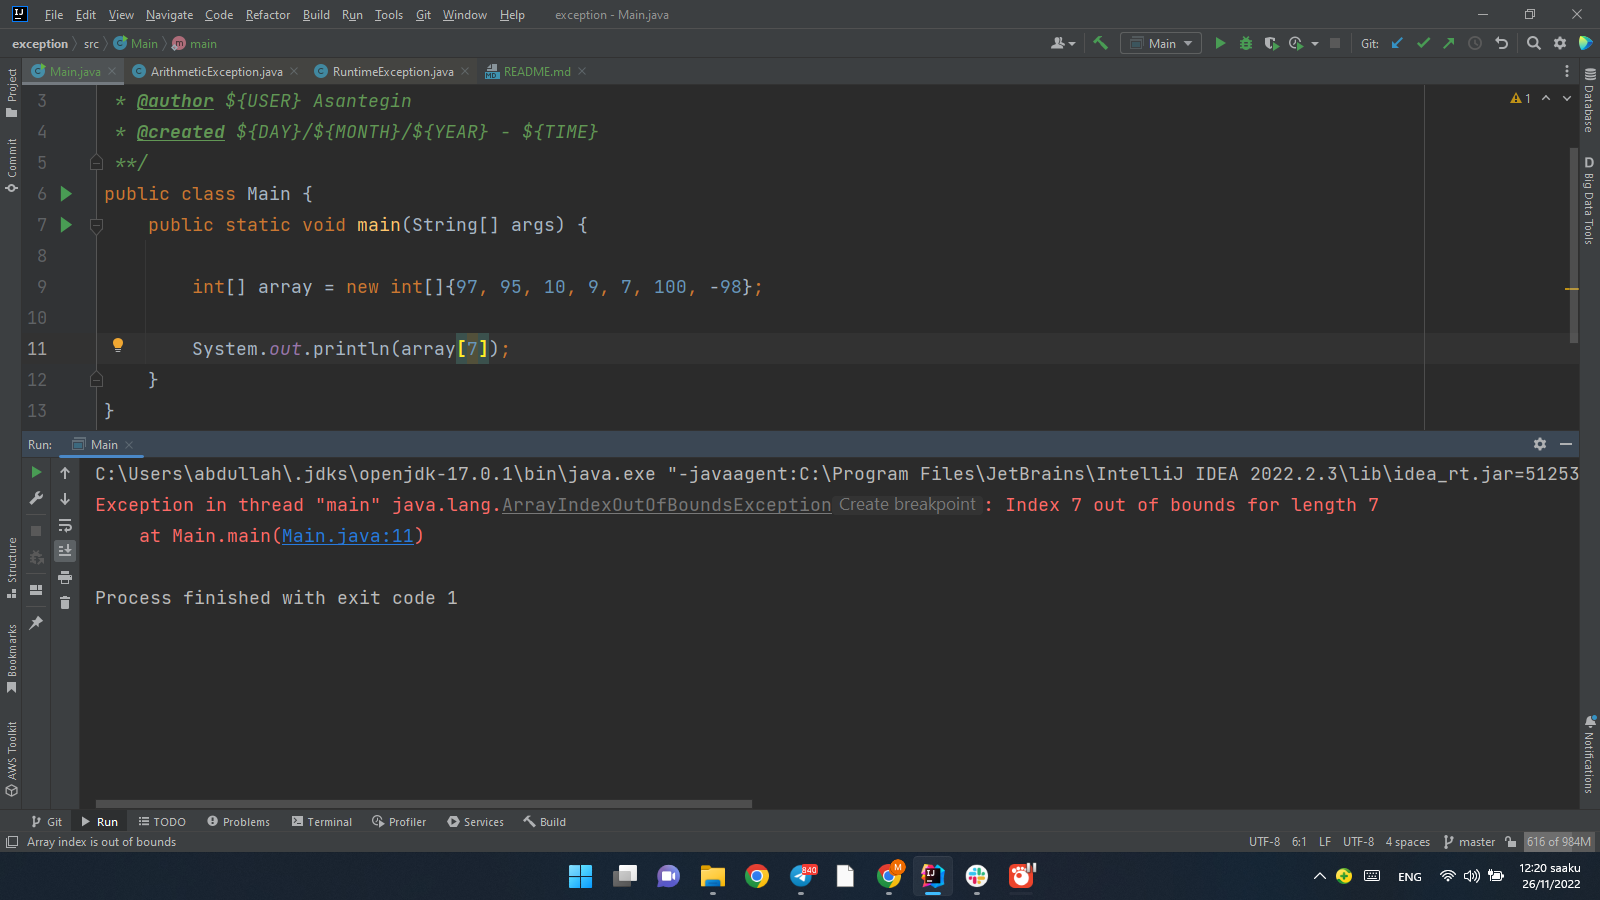 File Edit View Navigate Code Refactor Build Run Tools Git Window Help exception - Main.java
exception src Main main Main Git:
Main.java ArithmeticException.java RuntimeException.java README.md
Project
Commit
Structure
Bookmarks
AWS Toolkit
3 * @author ${USER} Asantegin
4 * @created ${DAY}/${MONTH}/${YEAR} - ${TIME}
5 **/
6 public class Main {
7 public static void main(String[] args) {
8
9 int[] array = new int[]{97, 95, 10, 9, 7, 100, -98};
10
11 System.out.println(array[7]);
12 }
13 }
1
Database
D Big Data Tools
Notifications
Run: Main
C:\Users\abdullah\.jdks\openjdk-17.0.1\bin\java.exe "-javaagent:C:\Program Files\JetBrains\IntelliJ IDEA 2022.2.3\lib\idea_rt.jar=51253
Exception in thread "main" java.lang.ArrayIndexOutOfBoundsException Create breakpoint : Index 7 out of bounds for length 7
at Main.main(Main.java:11)
Process finished with exit code 1
Git Run TODO Problems Terminal Profiler Services Build
Array index is out of bounds UTF-8 6:1 LF UTF-8 4 spaces master 616 of 984M
840 M ENG 12:20 saaku
26/11/2022